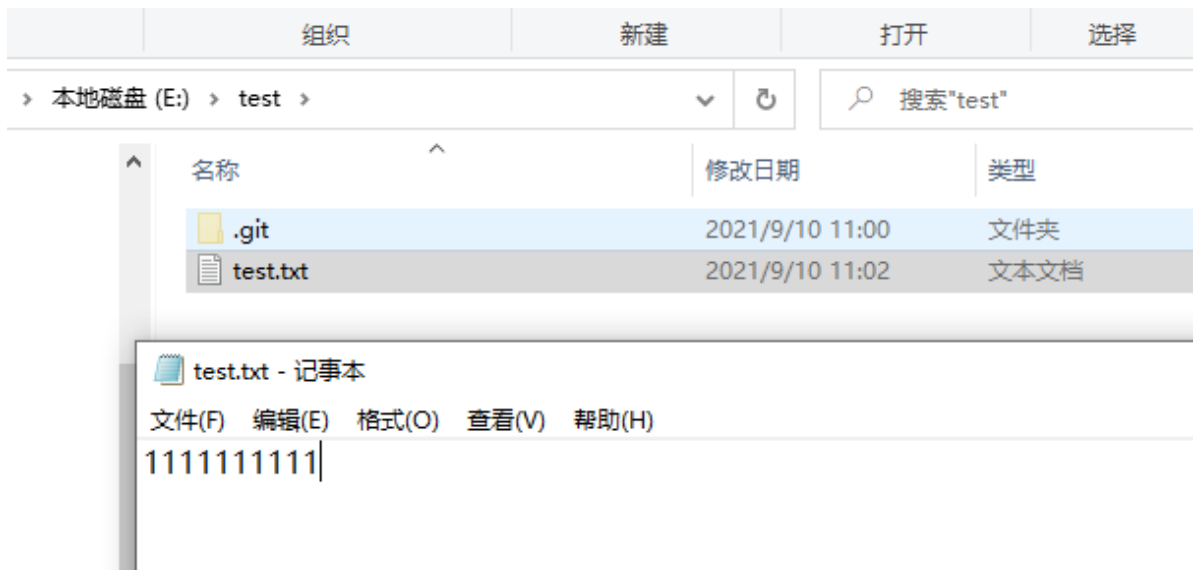 组织 新建 打开 选择
本地磁盘 (E:) test 搜索"test"
名称 修改日期 类型
.git 2021/9/10 11:00 文件夹
test.txt 2021/9/10 11:02 文本文档
test.txt - 记事本
文件(F) 编辑(E) 格式(O) 查看(V) 帮助(H)
1111111111